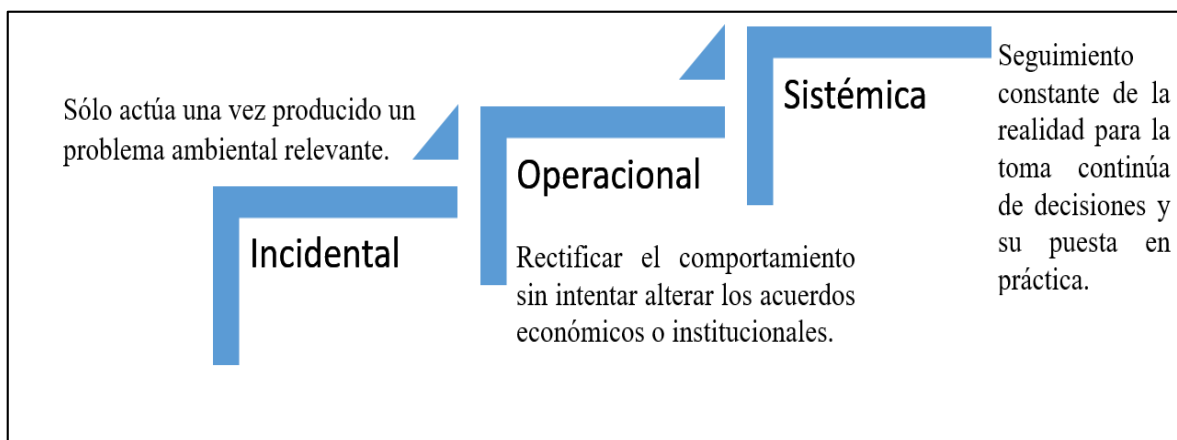 Sólo actúa una vez producido un
problema ambiental relevante.
Incidental
Operacional
Rectificar el comportamiento
sin intentar alterar los acuerdos
económicos o institucionales.
Sistémica
Seguimiento
constante de la
realidad para la
toma continúa
de decisiones y
su puesta en
práctica.